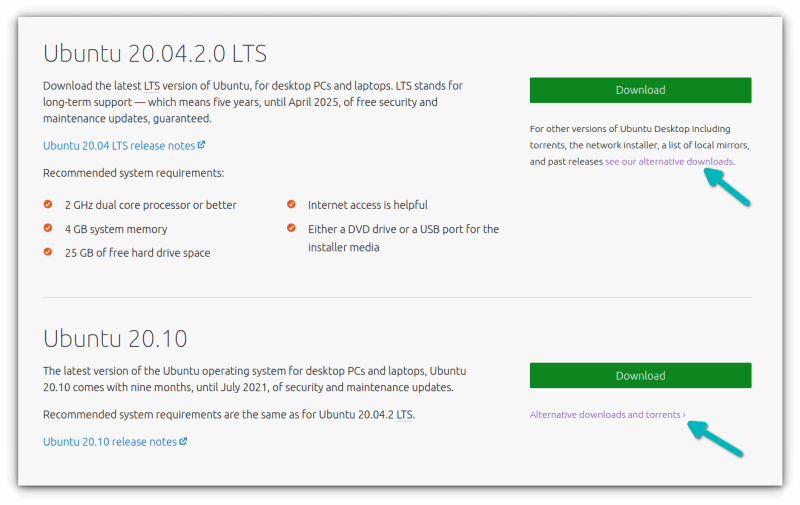 Ubuntu 20.04.2.0 LTS
Download the latest LTS version of Ubuntu, for desktop PCs and laptops. LTS stands for
long-term support — which means five years, until April 2025, of free security and
maintenance updates, guaranteed.
Ubuntu 20.04 LTS release notes
Recommended system requirements:
2 GHz dual core processor or better
4 GB system memory
25 GB of free hard drive space
Internet access is helpful
Either a DVD drive or a USB port for the
installer media
Download
For other versions of Ubuntu Desktop including
torrents, the network installer, a list of local mirrors,
and past releases see our alternative downloads.
Ubuntu 20.10
The latest version of the Ubuntu operating system for desktop PCs and laptops, Ubuntu
20.10 comes with nine months, until July 2021, of security and maintenance updates.
Recommended system requirements are the same as for Ubuntu 20.04.2 LTS.
Ubuntu 20.10 release notes
Download
Alternative downloads and torrents ›